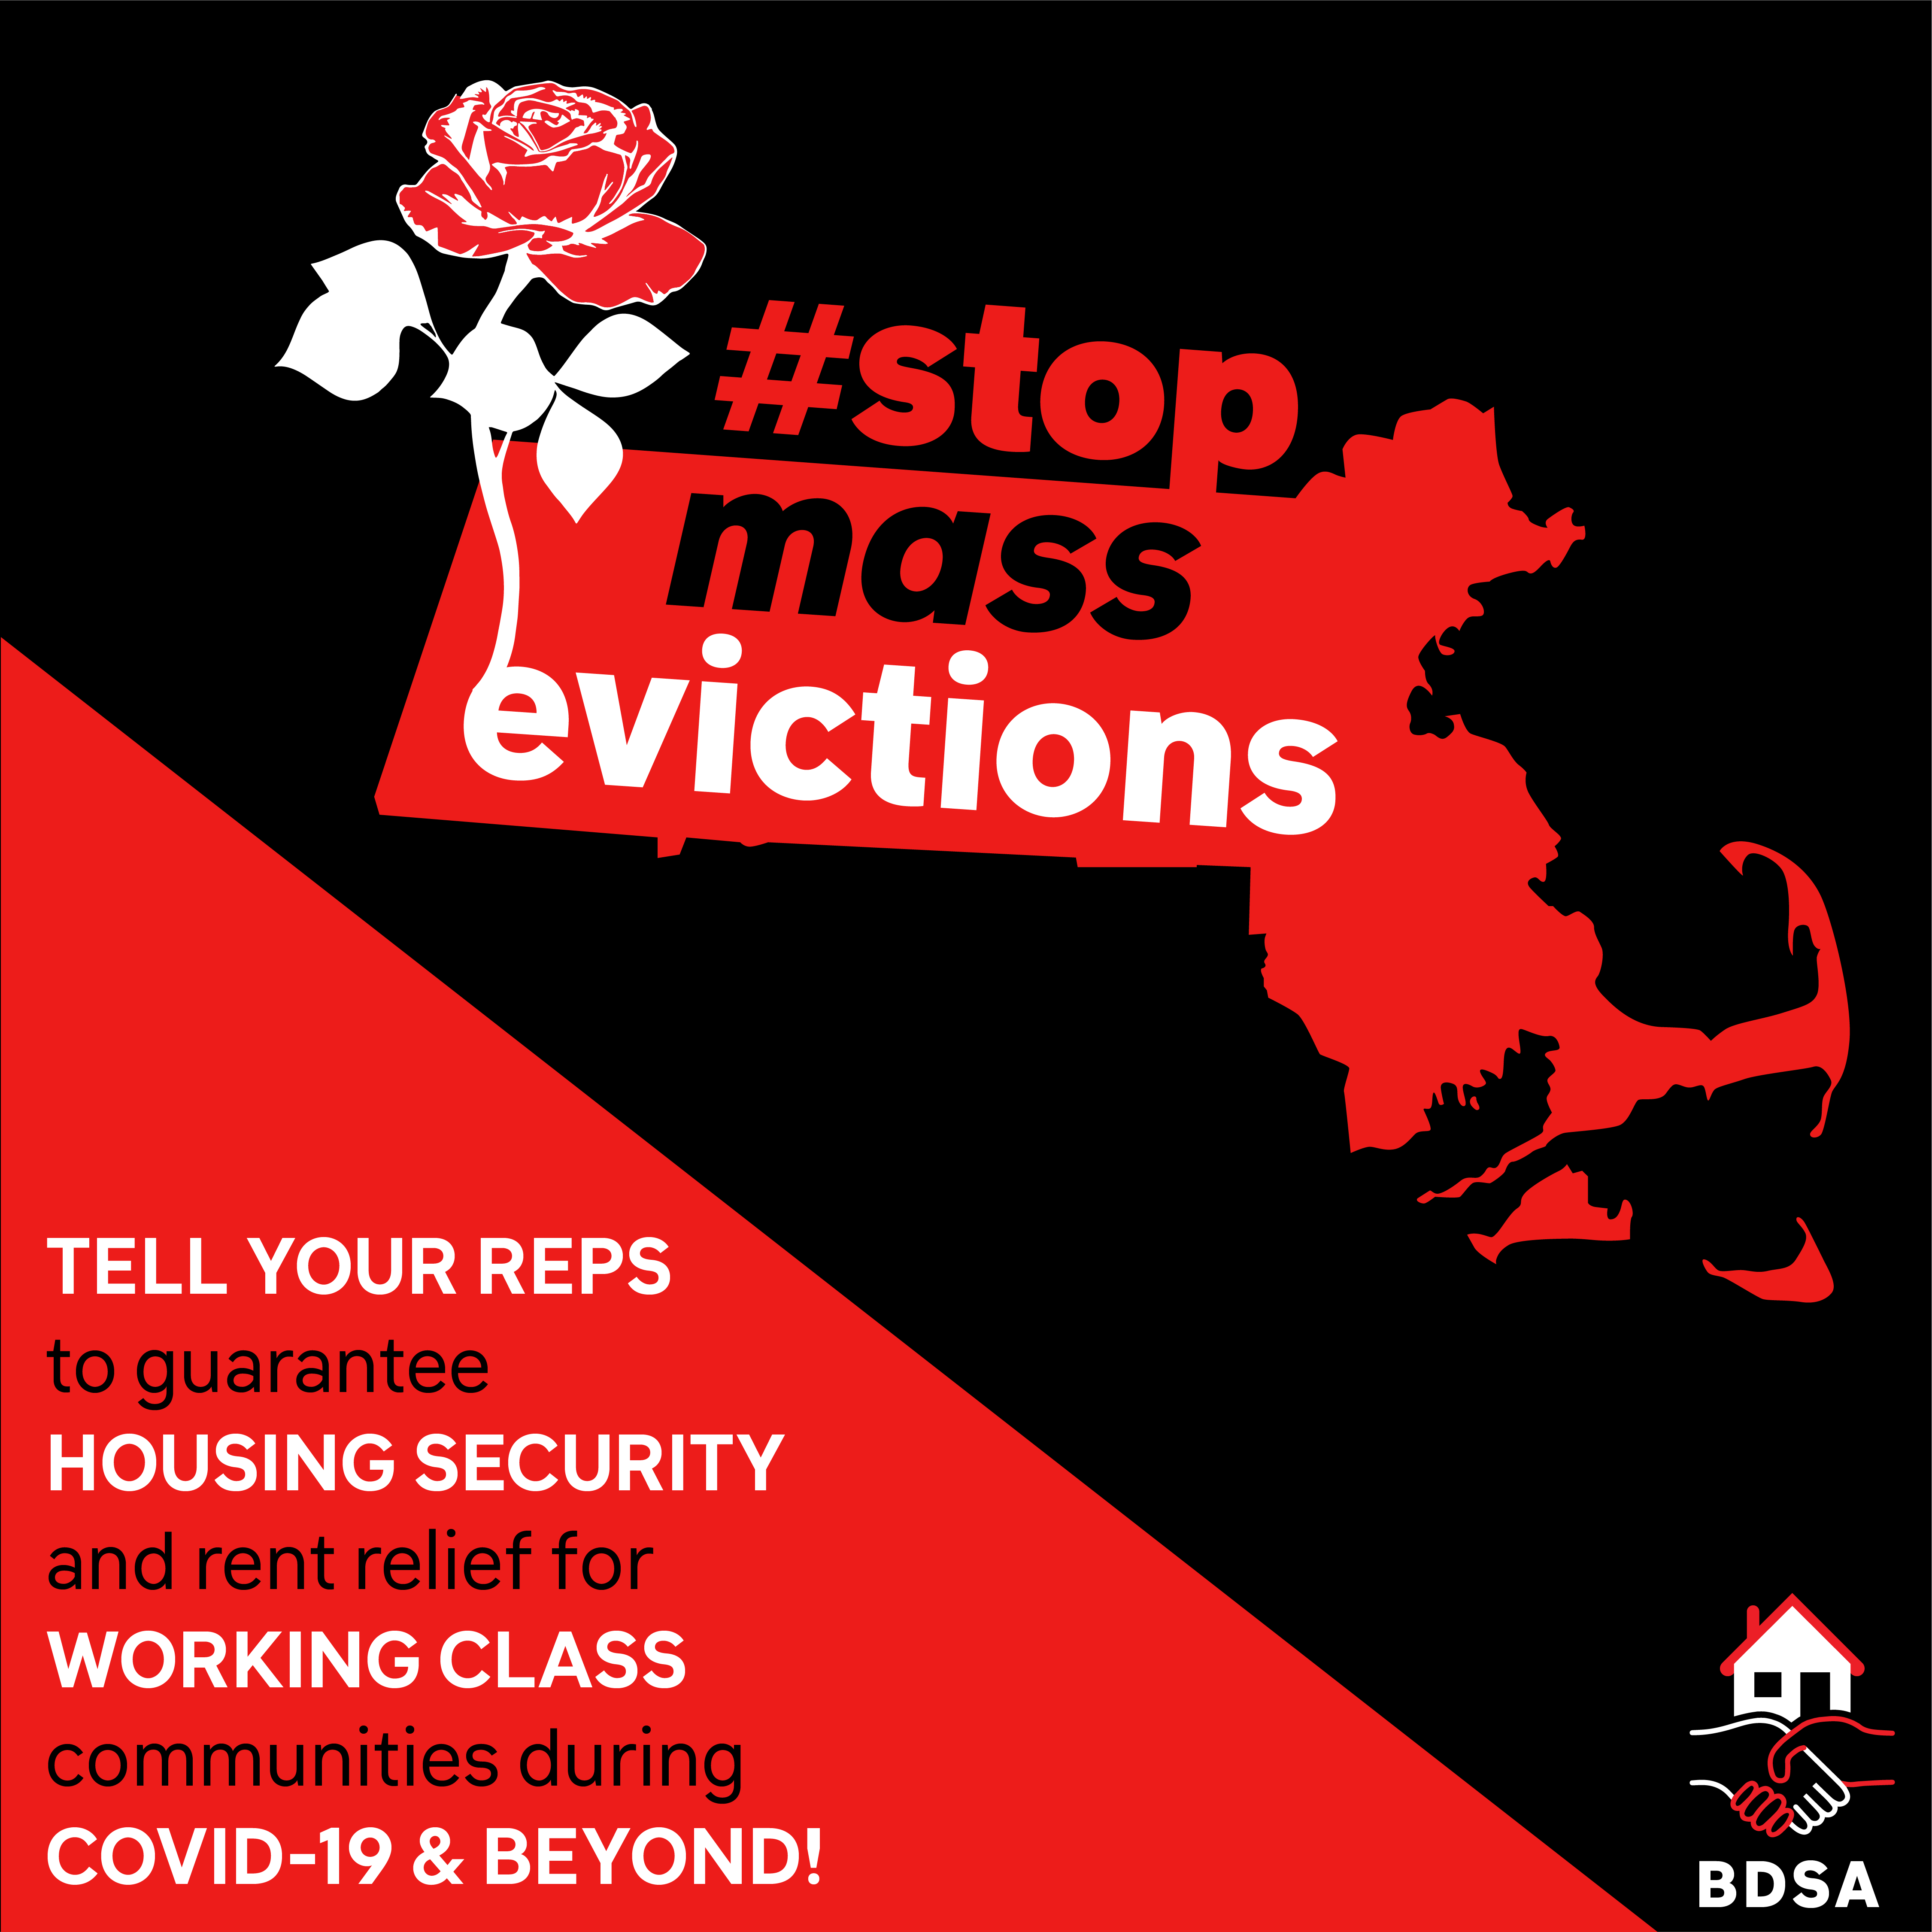 #stop
mass
evictions
TELL YOUR REPS
to guarantee
HOUSING SECURITY
and rent relief for
WORKING CLASS
communities during
COVID-19 & BEYOND!
BDSA